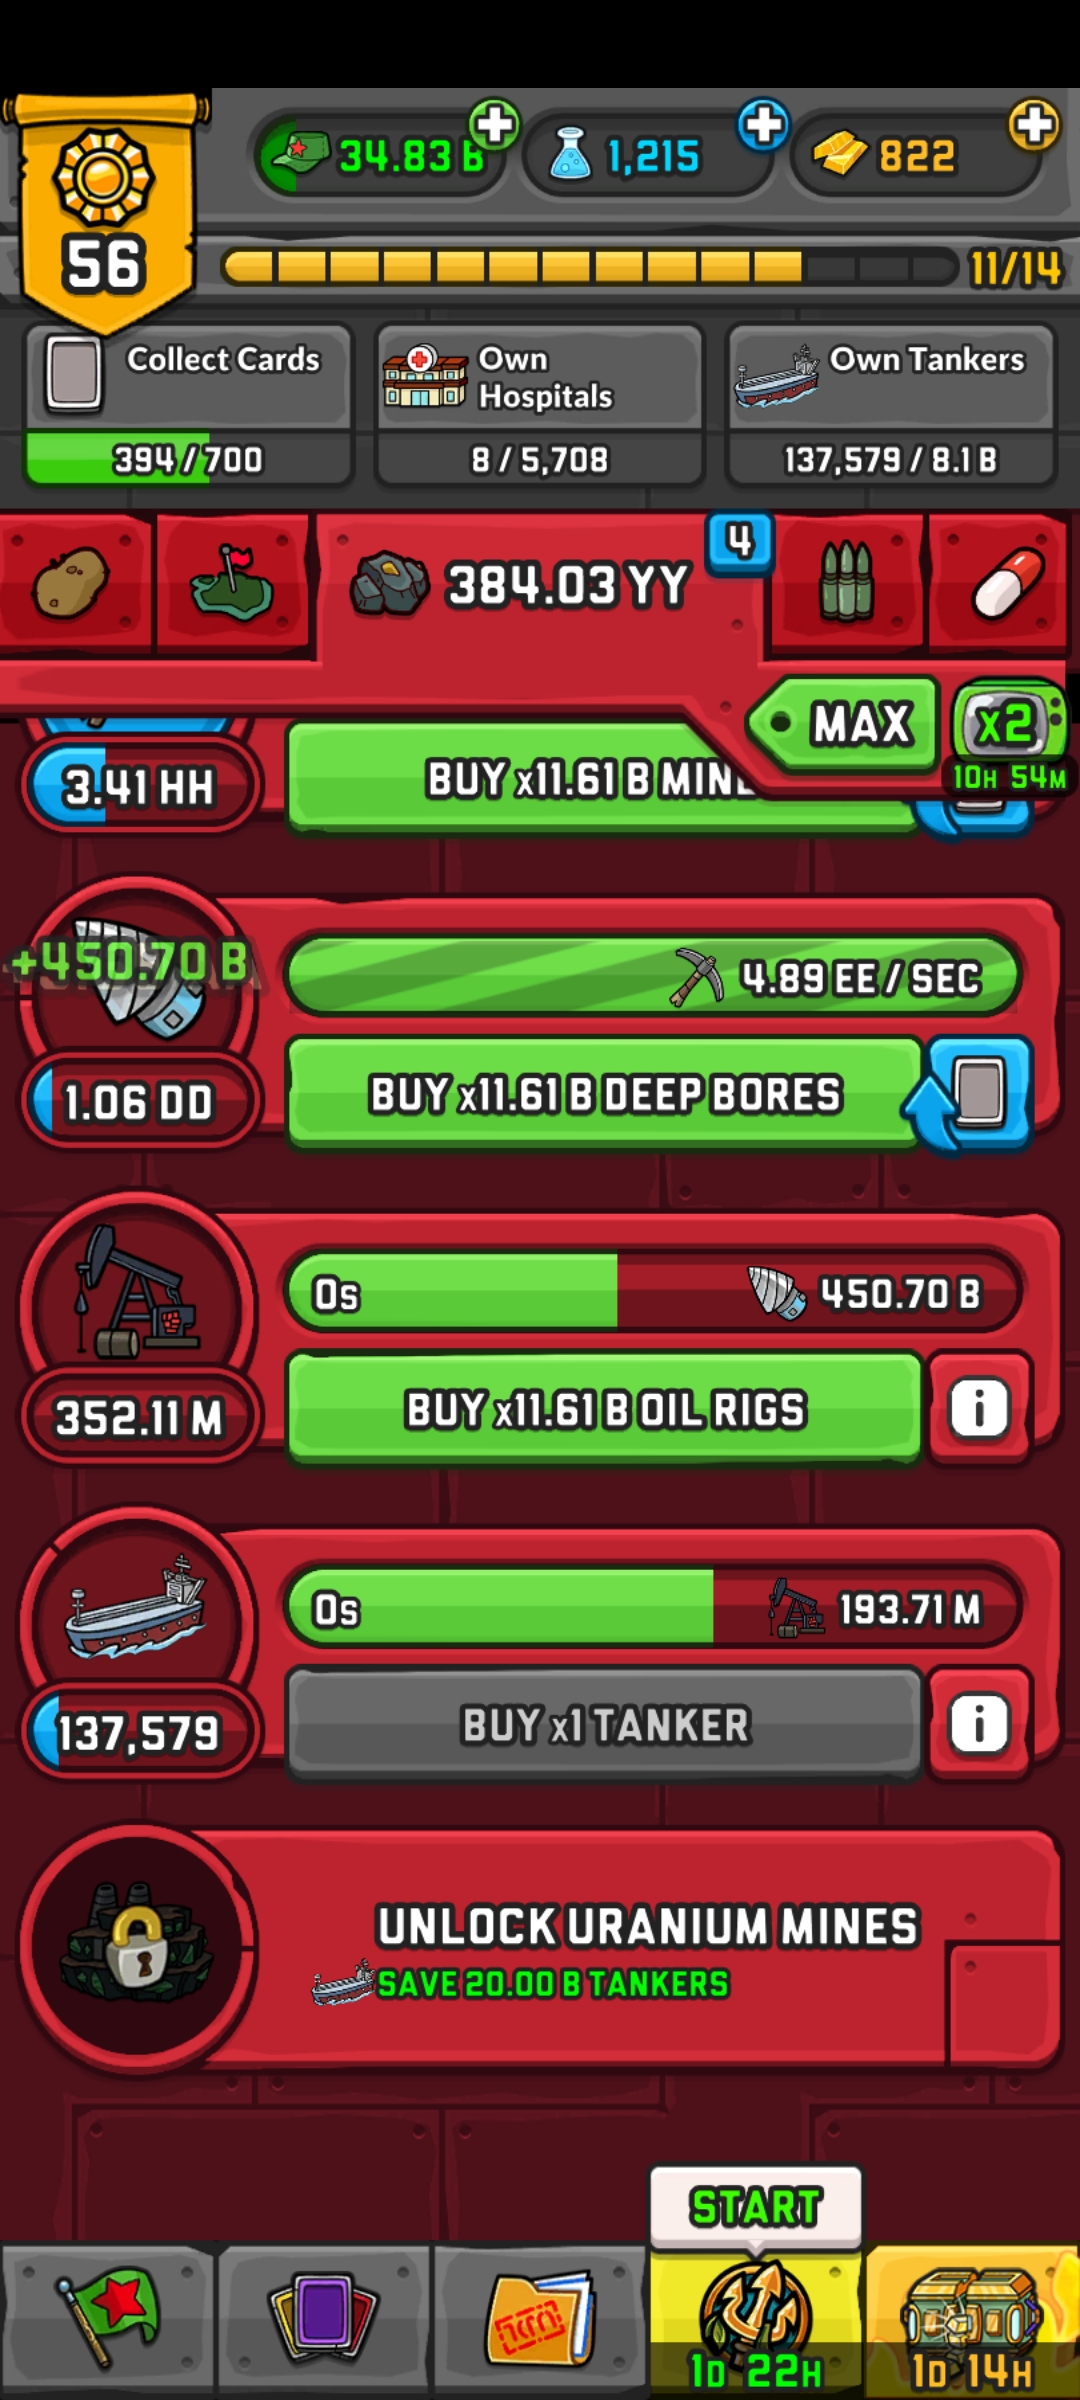 34.83 B
1,215
822
56
11/14
Collect Cards
394/700
Own
Hospitals
8/5,708
Own Tankers
137,579/8.1 B
384.03 YY
4
MAX
X2
10H 54M
3.41 HH
BUY x11.61 B
+450.70 B
4.89 EE/SEC
1.06 DD
BUY x11.61 B DEEP BORES
0s
450.70 B
352.11 M
BUY x11.61 B OIL RIGS
i
0s
193.71 M
137,579
BUY x1 TANKER
i
UNLOCK URANIUM MINES
SAVE 20.00 B TANKERS
START
1D 22H
1D 14H